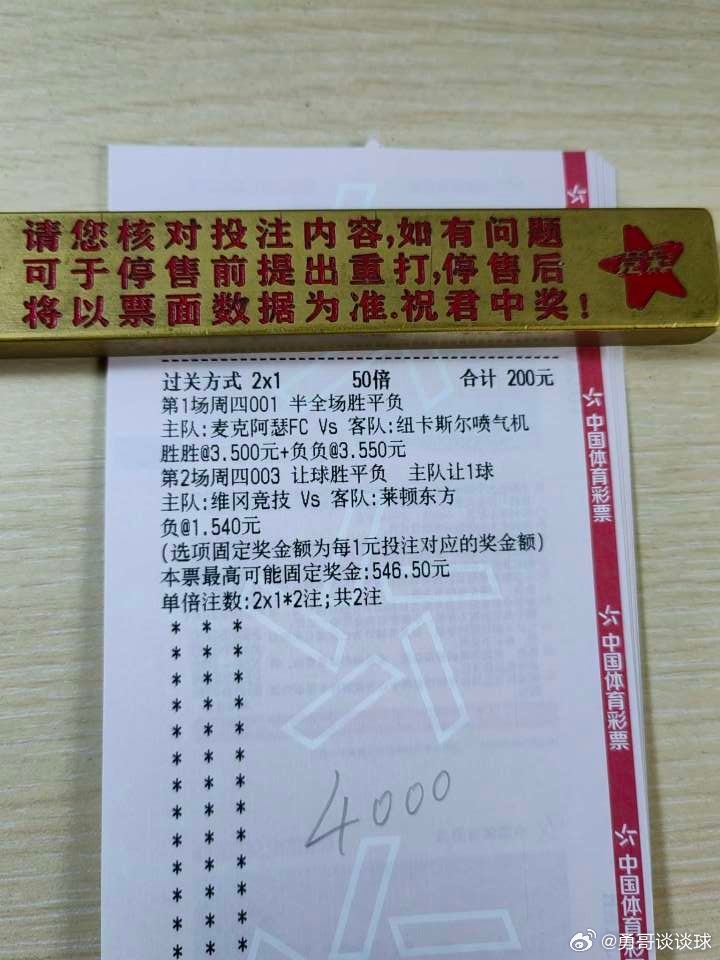 请您核对投注内容,如有问题
可于停售前提出重打,停售后
将以票面数据为准.祝君中奖!
过关方式 2x1 50倍 合计 200元
第1场周四001 半全场胜平负
主队:麦克阿瑟FC Vs 客队:纽卡斯尔喷气机
胜胜@3.500元+负负@3.550元
第2场周四003 让球胜平负 主队让1球
主队:维冈竞技 Vs 客队:莱顿东方
负@1.540元
(选项固定奖金额为每1元投注对应的奖金额)
本票最高可能固定奖金:546.50元
单倍注数:2x1*2注;共2注
* * *
* * *
* * *
* * *
* * *
* * *
* * *
* * *
* * *
* * *
* * *
* * *
* * *
4000
中国体育彩票
中国体育彩票
中国体育彩票
@勇哥谈谈球